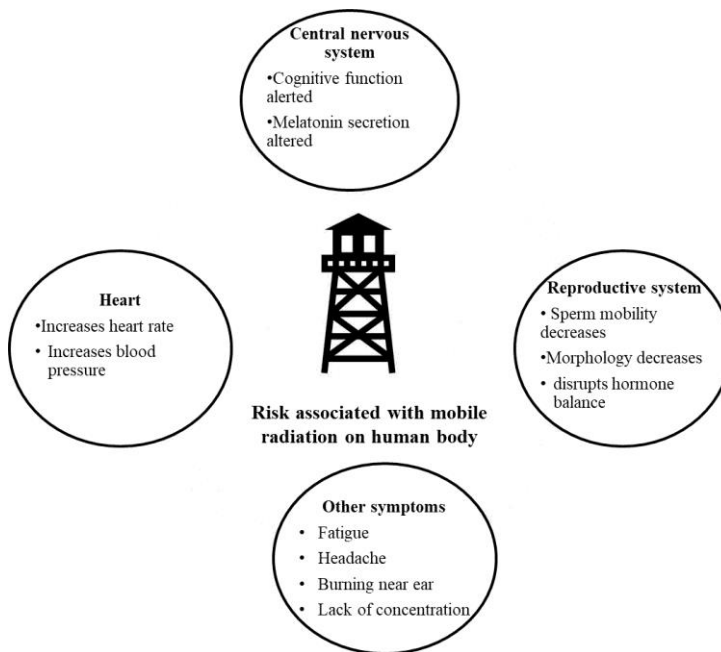 Central nervous
system
•Cognitive function
alerted
•Melatonin secretion
altered
Heart
•Increases heart rate
• Increases blood
pressure
Reproductive system
• Sperm mobility
decreases
•Morphology decreases
• disrupts hormone
balance
Risk associated with mobile
radiation on human body
Other symptoms
• Fatigue
• Headache
• Burning near ear
• Lack of concentration